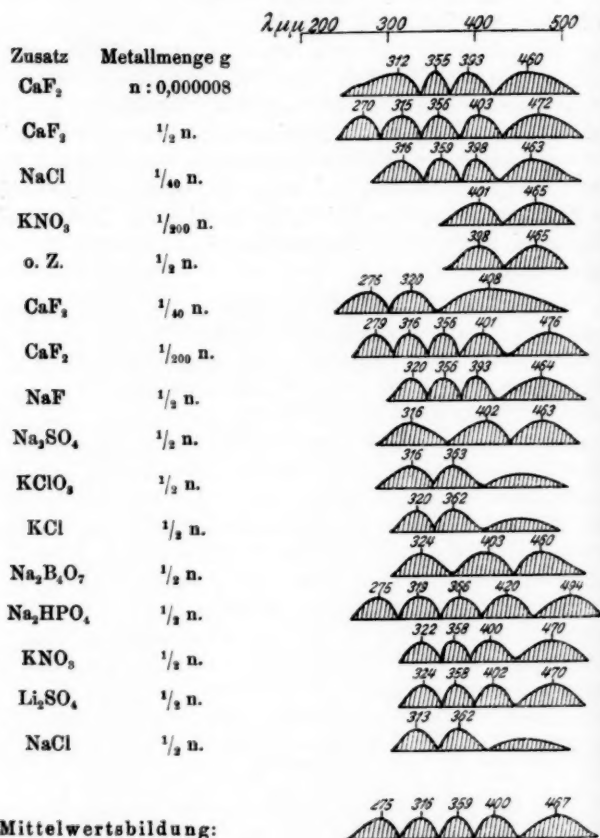 λμμ 200 300 400 500
Zusatz Metallmenge g
312 355 393 460
CaF₂ n : 0,000008
270 315 356 403 472
CaF₂ ¹/₂ n.
316 359 398 463
NaCl ¹/₄₀ n.
401 465
KNO₃ ¹/₂₀₀ n.
398 465
o. Z. ¹/₂ n.
276 320 408
CaF₂ ¹/₄₀ n.
279 316 356 401 476
CaF₂ ¹/₂₀₀ n.
320 356 393 464
NaF ¹/₂ n.
316 402 463
Na₂SO₄ ¹/₂ n.
316 363
KClO₃ ¹/₂ n.
320 362
KCl ¹/₂ n.
324 403 460
Na₂B₄O₇ ¹/₂ n.
275 319 366 420 494
Na₂HPO₄ ¹/₂ n.
322 358 400 470
KNO₃ ¹/₂ n.
324 358 402 470
Li₂SO₄ ¹/₂ n.
313 362
NaCl ¹/₂ n.
275 316 359 400 467
Mittelwertsbildung: